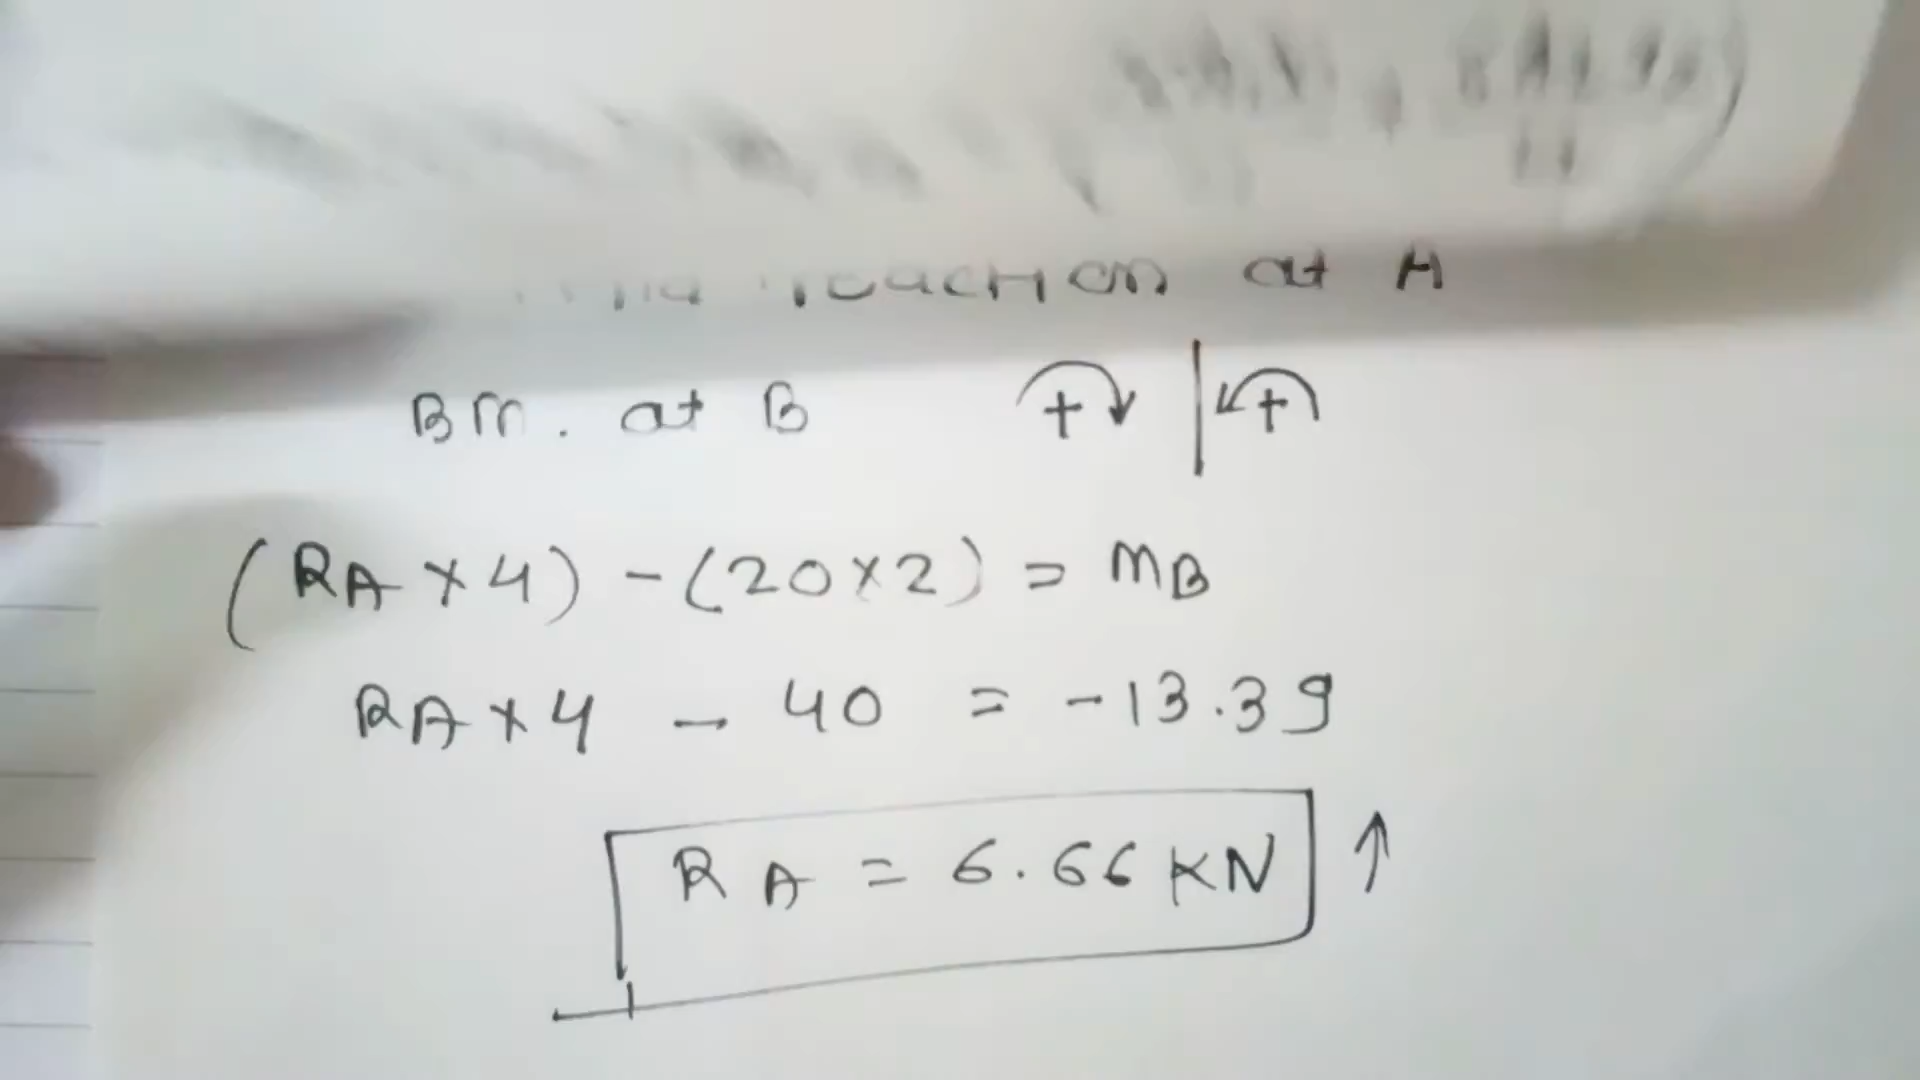 reaction at A
BM. at B + | +
(RA × 4) - (20×2) = MB
RA × 4 - 40 = -13.39
RA = 6.66 KN ↑